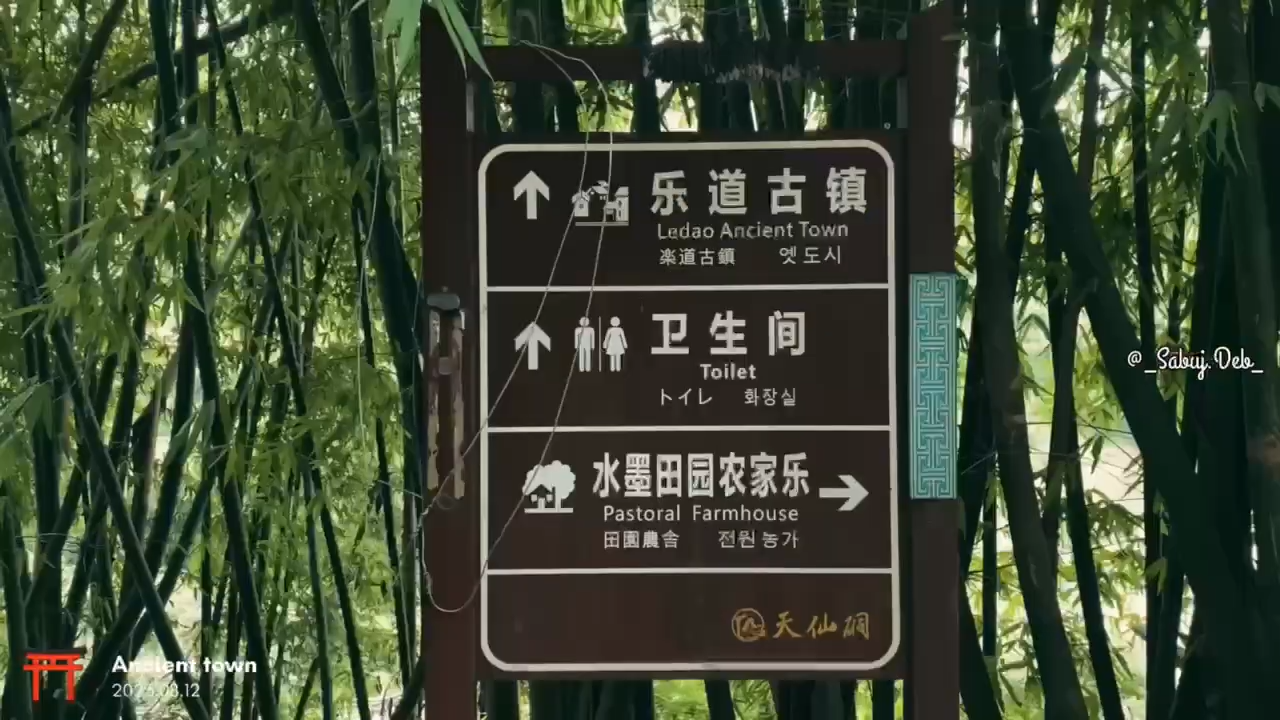 乐道古镇
Ledao Ancient Town
楽道古鎮 옛도시
卫生间
Toilet
トイレ 화장실
水墨田园农家乐
Pastoral Farmhouse
田園農舎 전원농가
天仙硐
@_Sabuj.Deb_
Ancient town